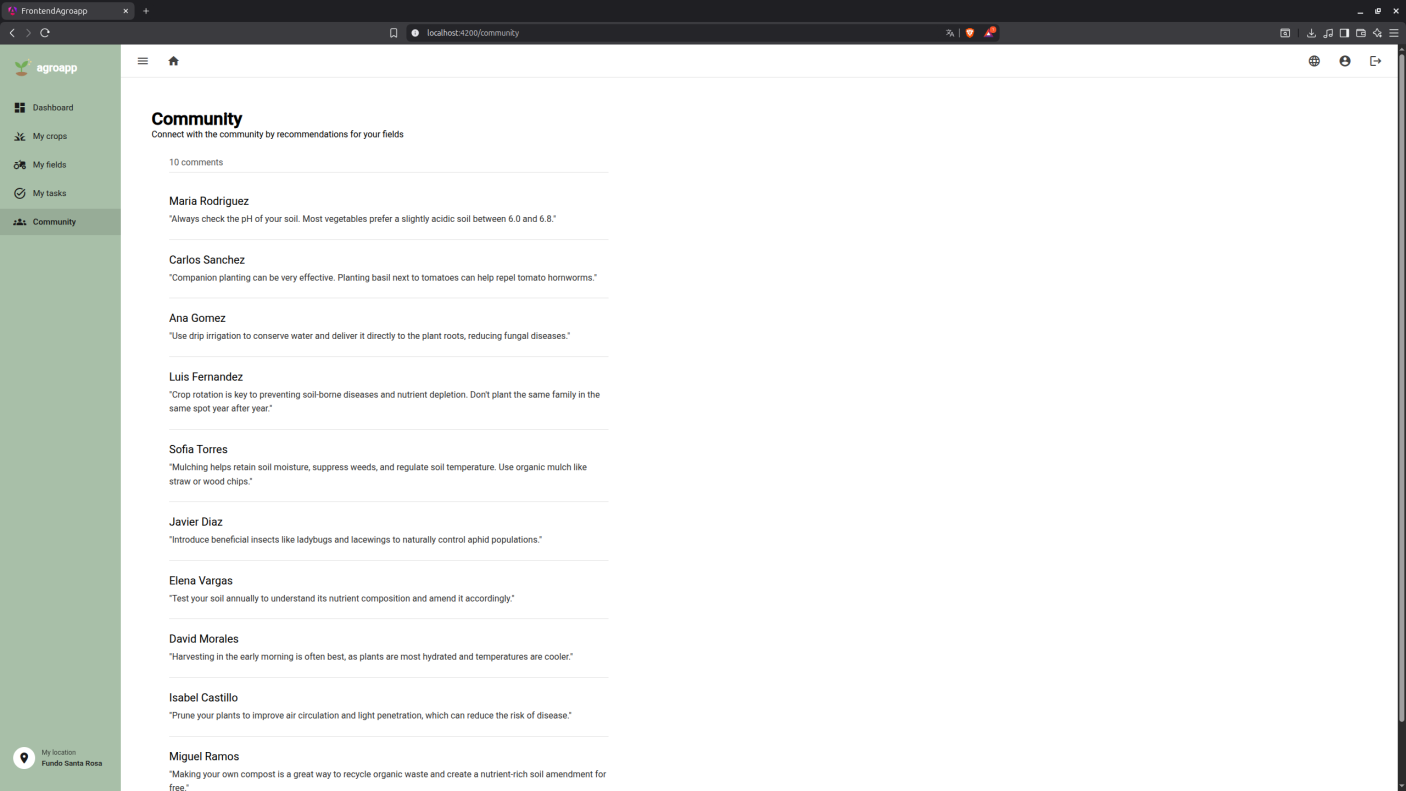 FrontendAgroapp
localhost:4200/community
agroapp
Dashboard
My crops
My fields
My tasks
Community
My location
Fundo Santa Rosa
Community
Connect with the community by recommendations for your fields
10 comments
Maria Rodriguez
"Always check the pH of your soil. Most vegetables prefer a slightly acidic soil between 6.0 and 6.8."
Carlos Sanchez
"Companion planting can be very effective. Planting basil next to tomatoes can help repel tomato hornworms."
Ana Gomez
"Use drip irrigation to conserve water and deliver it directly to the plant roots, reducing fungal diseases."
Luis Fernandez
"Crop rotation is key to preventing soil-borne diseases and nutrient depletion. Don't plant the same family in the
same spot year after year."
Sofia Torres
"Mulching helps retain soil moisture, suppress weeds, and regulate soil temperature. Use organic mulch like
straw or wood chips."
Javier Diaz
"Introduce beneficial insects like ladybugs and lacewings to naturally control aphid populations."
Elena Vargas
"Test your soil annually to understand its nutrient composition and amend it accordingly."
David Morales
"Harvesting in the early morning is often best, as plants are most hydrated and temperatures are cooler."
Isabel Castillo
"Prune your plants to improve air circulation and light penetration, which can reduce the risk of disease."
Miguel Ramos
"Making your own compost is a great way to recycle organic waste and create a nutrient-rich soil amendment for
free."